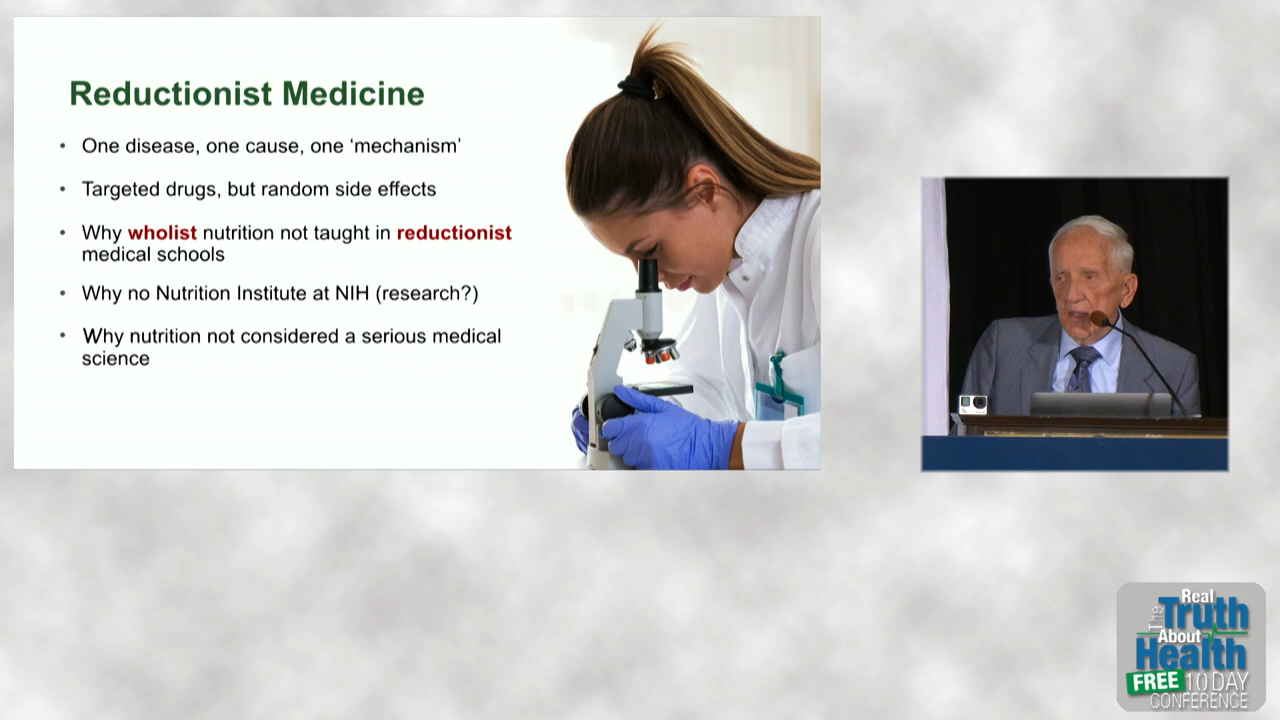 Reductionist Medicine
• One disease, one cause, one ‘mechanism’
• Targeted drugs, but random side effects
• Why wholist nutrition not taught in reductionist
medical schools
• Why no Nutrition Institute at NIH (research?)
• Why nutrition not considered a serious medical
science
The
Real
Truth
About
Health
FREE 10 DAY
CONFERENCE